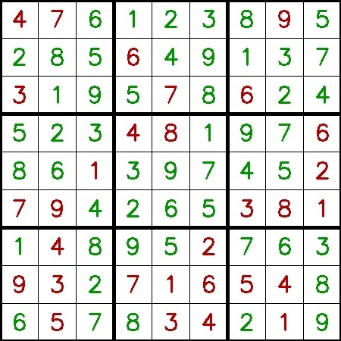 4 7 6 1 2 3 8 9 5
2 8 5 6 4 9 1 3 7
3 1 9 5 7 8 6 2 4
5 2 3 4 8 1 9 7 6
8 6 1 3 9 7 4 5 2
7 9 4 2 6 5 3 8 1
1 4 8 9 5 2 7 6 3
9 3 2 7 1 6 5 4 8
6 5 7 8 3 4 2 1 9